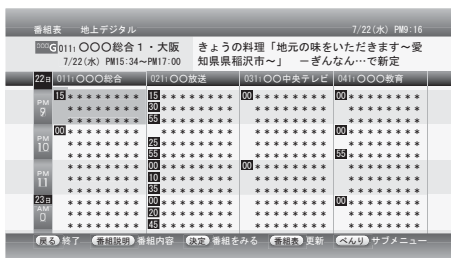 番組表 地上デジタル 7/22(水) PM9:16
G 011:〇〇〇総合1・大阪 きょうの料理「地元の味をいただきます〜愛
7/22(水) PM15:34〜PM17:00 知県県稲沢市〜」 −ぎんなん…で新定
22日 011:〇〇〇総合 021:〇〇放送 031:〇〇中央テレビ 041:〇〇〇教育
PM 9 15 ******** 15 ******** 00 ******** 00 ********
******** 30 ******** ******** ********
******** 55 ******** ******** ********
PM 10 00 ******** ******** ******** 00 ********
******** 25 ******** ******** ********
******** 55 ******** ******** 55 ********
PM 11 ******** 00 ******** 00 ******** ********
******** 10 ******** ******** ********
******** 35 ******** ******** ********
23日 AM 0 ******** 00 ******** ******** 00 ********
******** 20 ******** ******** ********
******** 45 ******** ******** ********
戻る 終了 番組説明 番組内容 決定 番組をみる 番組表 更新 べんり サブメニュー